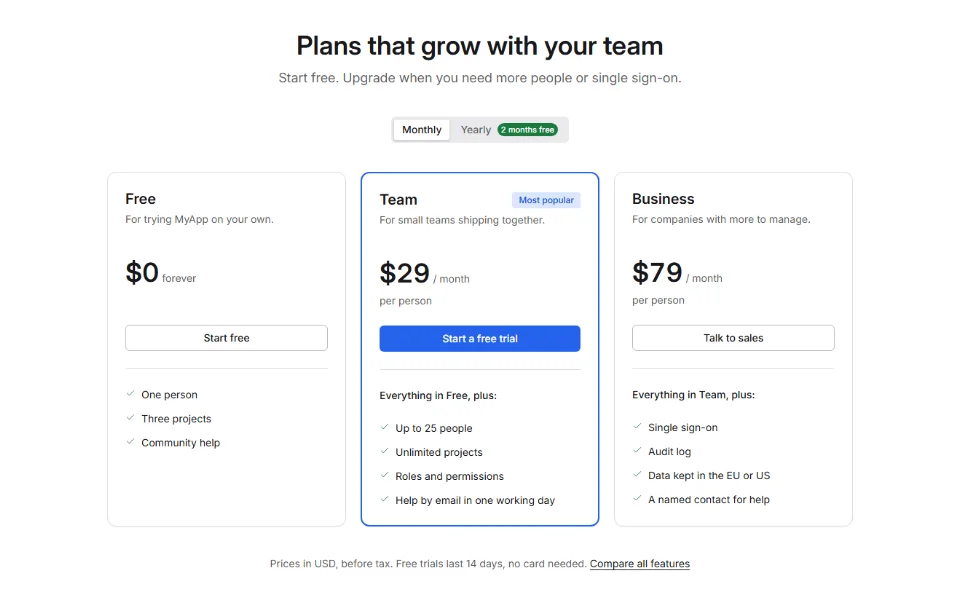 Plans that grow with your team
Start free. Upgrade when you need more people or single sign-on.
Monthly Yearly 2 months free
Free
For trying MyApp on your own.
$0 forever
Start free
One person
Three projects
Community help
Team Most popular
For small teams shipping together.
$29 / month
per person
Start a free trial
Everything in Free, plus:
Up to 25 people
Unlimited projects
Roles and permissions
Help by email in one working day
Business
For companies with more to manage.
$79 / month
per person
Talk to sales
Everything in Team, plus:
Single sign-on
Audit log
Data kept in the EU or US
A named contact for help
Prices in USD, before tax. Free trials last 14 days, no card needed. Compare all features